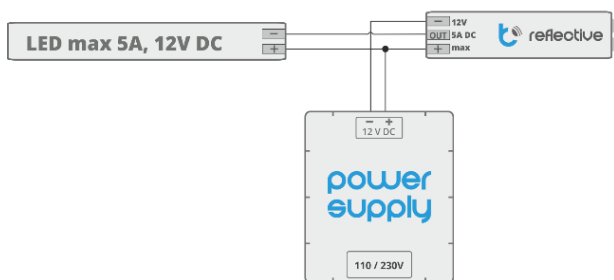 − 12V
LED max 5A, 12V DC −
OUT 5A DC
reflective
+
+ max
− +
12 V DC
power
supply
110 / 230V